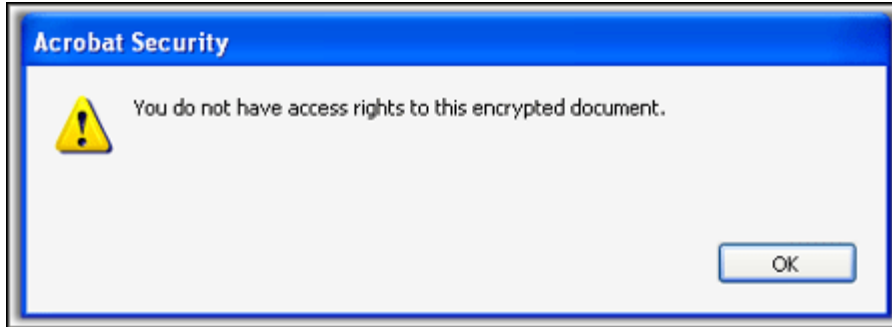 Acrobat Security
You do not have access rights to this encrypted document.
OK